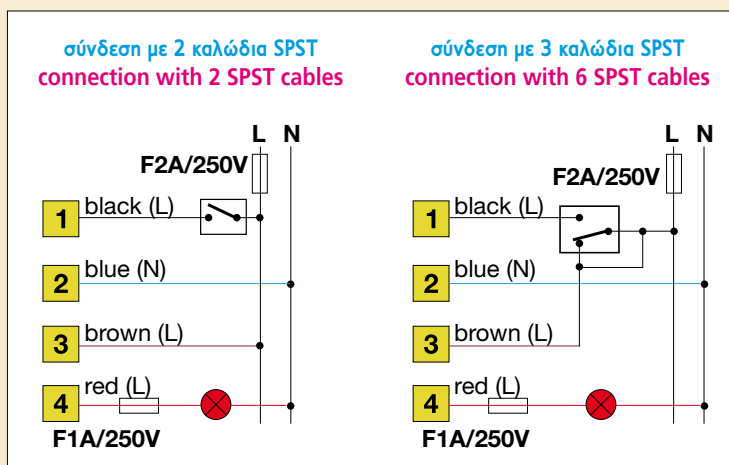 σύνδεση με 2 καλώδια SPST
connection with 2 SPST cables
L N
F2A/250V
1 black (L)
2 blue (N)
3 brown (L)
4 red (L)
F1A/250V
σύνδεση με 3 καλώδια SPST
connection with 6 SPST cables
L N
F2A/250V
1 black (L)
2 blue (N)
3 brown (L)
4 red (L)
F1A/250V